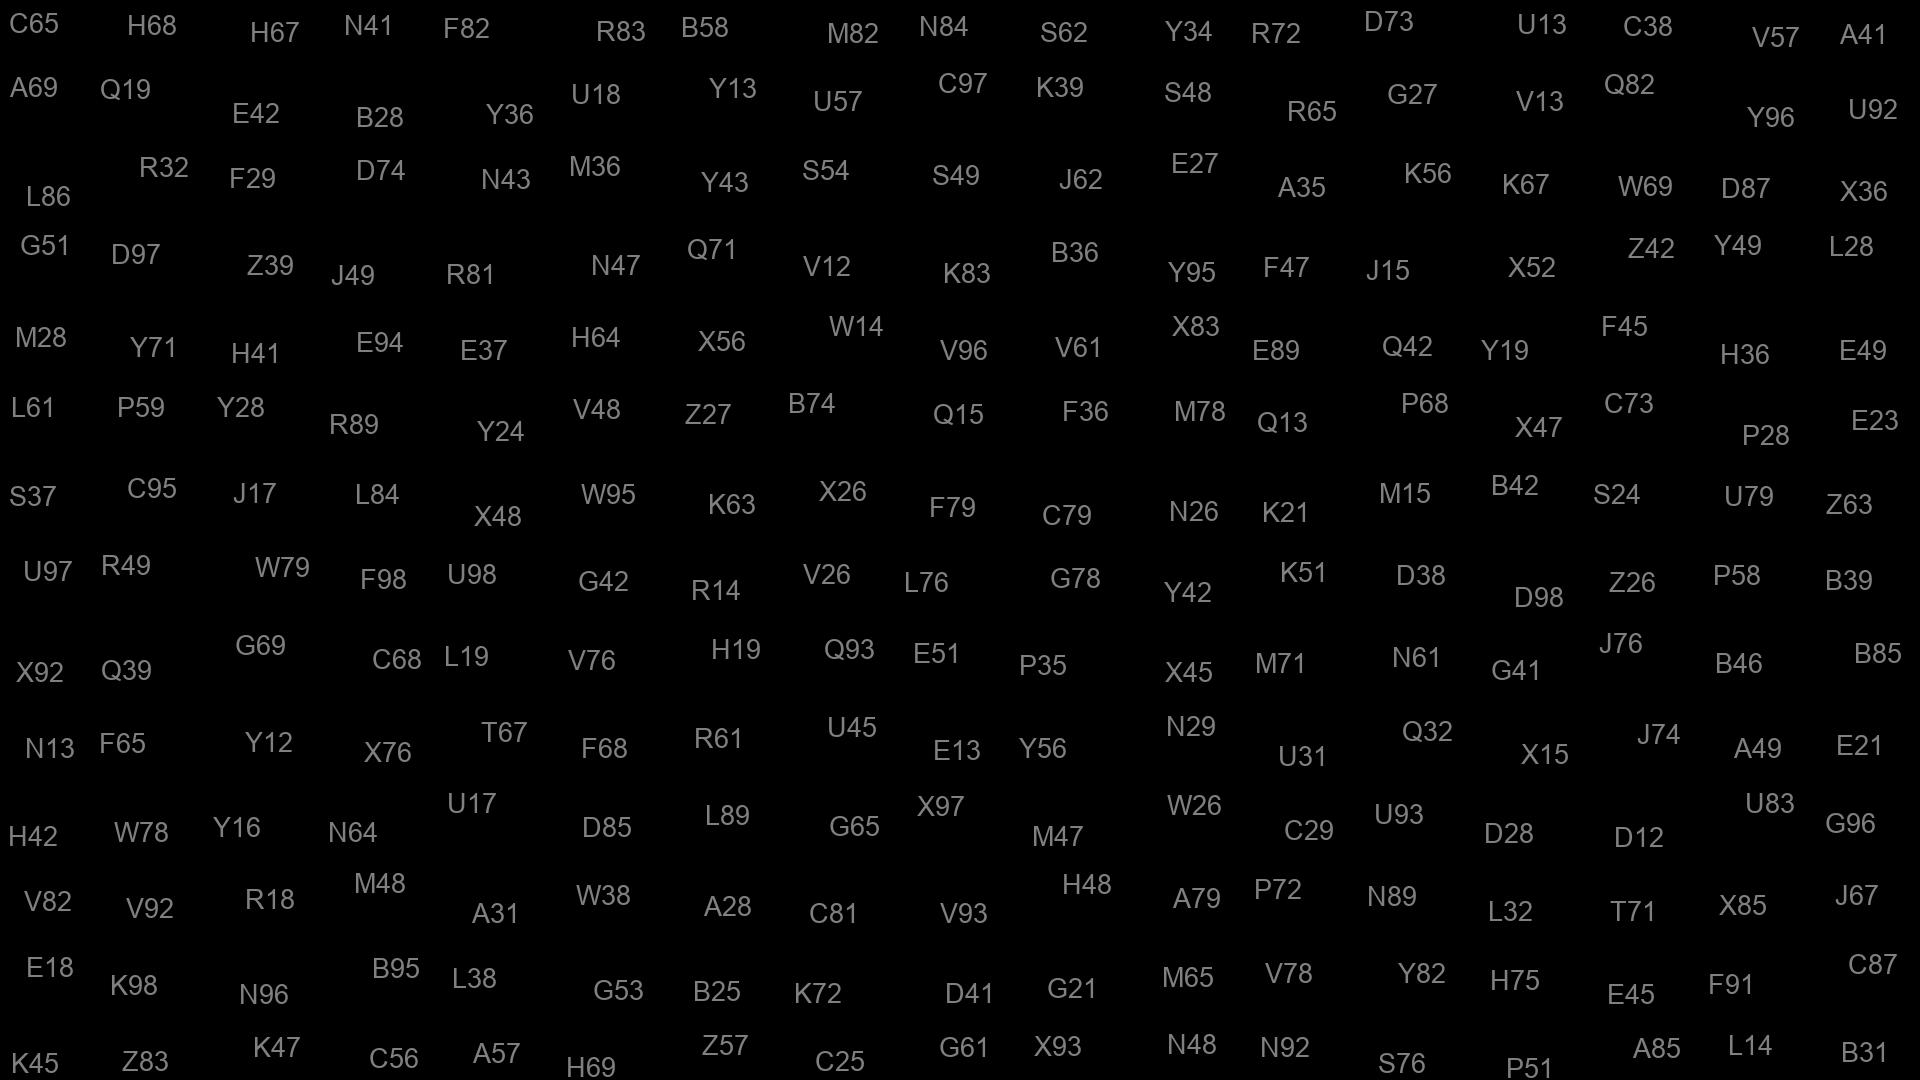 C65 H68 H67 N41 F82 R83 B58 M82 N84 S62 Y34 R72 D73 U13 C38 V57 A41
A69 Q19 E42 B28 Y36 U18 Y13 U57 C97 K39 S48 R65 G27 V13 Q82 Y96 U92
L86 R32 F29 D74 N43 M36 Y43 S54 S49 J62 E27 A35 K56 K67 W69 D87 X36
G51 D97 Z39 J49 R81 N47 Q71 V12 K83 B36 Y95 F47 J15 X52 Z42 Y49 L28
M28 Y71 H41 E94 E37 H64 X56 W14 V96 V61 X83 E89 Q42 Y19 F45 H36 E49
L61 P59 Y28 R89 Y24 V48 Z27 B74 Q15 F36 M78 Q13 P68 X47 C73 P28 E23
S37 C95 J17 L84 X48 W95 K63 X26 F79 C79 N26 K21 M15 B42 S24 U79 Z63
U97 R49 W79 F98 U98 G42 R14 V26 L76 G78 Y42 K51 D38 D98 Z26 P58 B39
X92 Q39 G69 C68 L19 V76 H19 Q93 E51 P35 X45 M71 N61 G41 J76 B46 B85
N13 F65 Y12 X76 T67 F68 R61 U45 E13 Y56 N29 U31 Q32 X15 J74 A49 E21
H42 W78 Y16 N64 U17 D85 L89 G65 X97 M47 W26 C29 U93 D28 D12 U83 G96
V82 V92 R18 M48 A31 W38 A28 C81 V93 H48 A79 P72 N89 L32 T71 X85 J67
E18 K98 N96 B95 L38 G53 B25 K72 D41 G21 M65 V78 Y82 H75 E45 F91 C87
K45 Z83 K47 C56 A57 H69 Z57 C25 G61 X93 N48 N92 S76 P51 A85 L14 B31